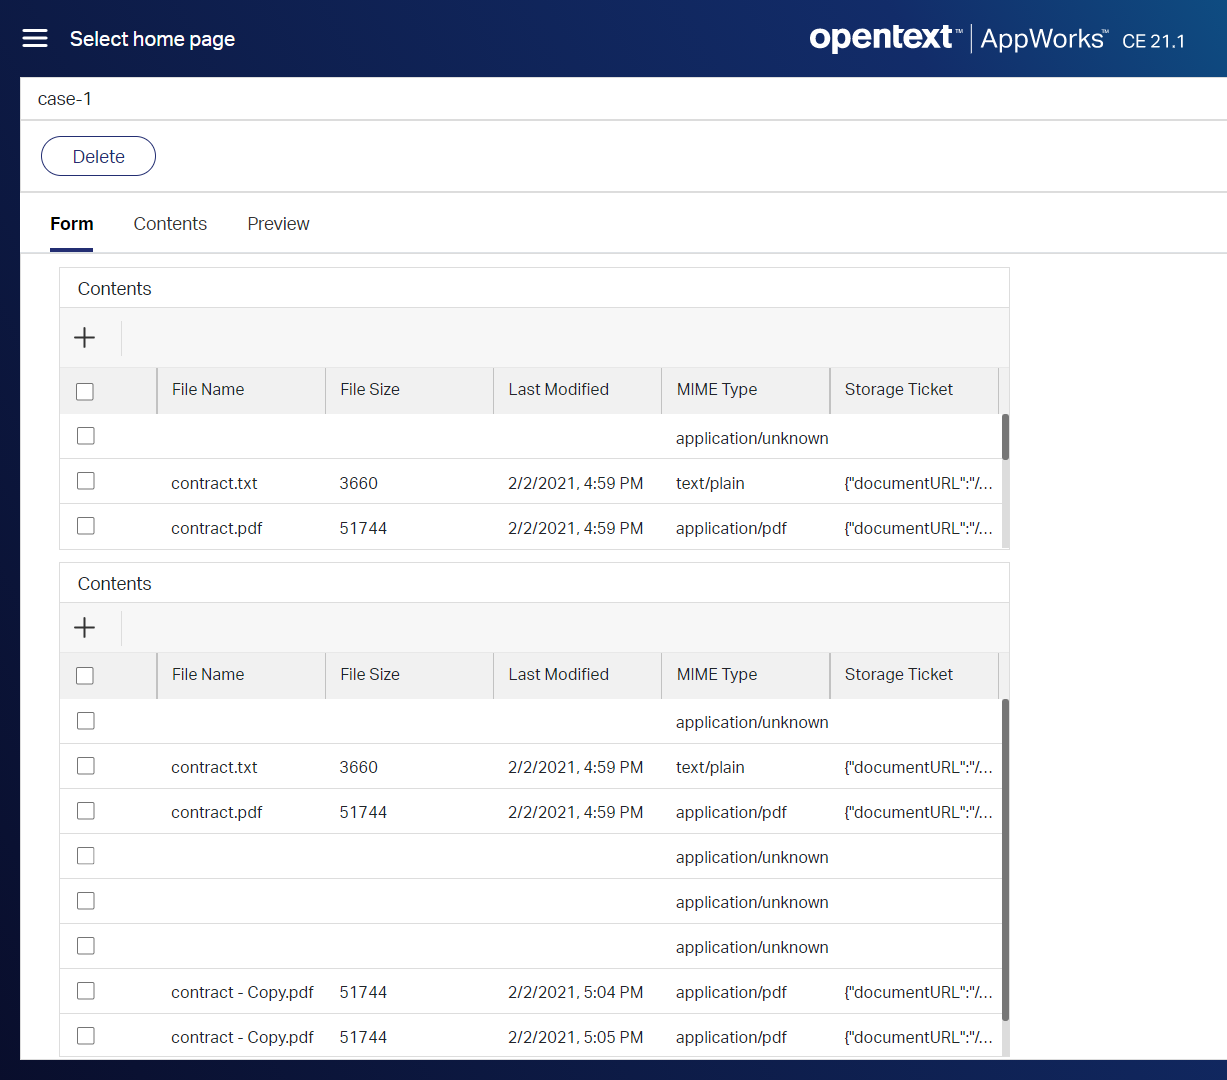 Select home page
opentext™ | AppWorks™ CE 21.1
case-1
Delete
Form Contents Preview
Contents
File Name File Size Last Modified MIME Type Storage Ticket
application/unknown
contract.txt 3660 2/2/2021, 4:59 PM text/plain {"documentURL":"/...
contract.pdf 51744 2/2/2021, 4:59 PM application/pdf {"documentURL":"/...
Contents
File Name File Size Last Modified MIME Type Storage Ticket
application/unknown
contract.txt 3660 2/2/2021, 4:59 PM text/plain {"documentURL":"/...
contract.pdf 51744 2/2/2021, 4:59 PM application/pdf {"documentURL":"/...
application/unknown
application/unknown
application/unknown
contract - Copy.pdf 51744 2/2/2021, 5:04 PM application/pdf {"documentURL":"/...
contract - Copy.pdf 51744 2/2/2021, 5:05 PM application/pdf {"documentURL":"/...